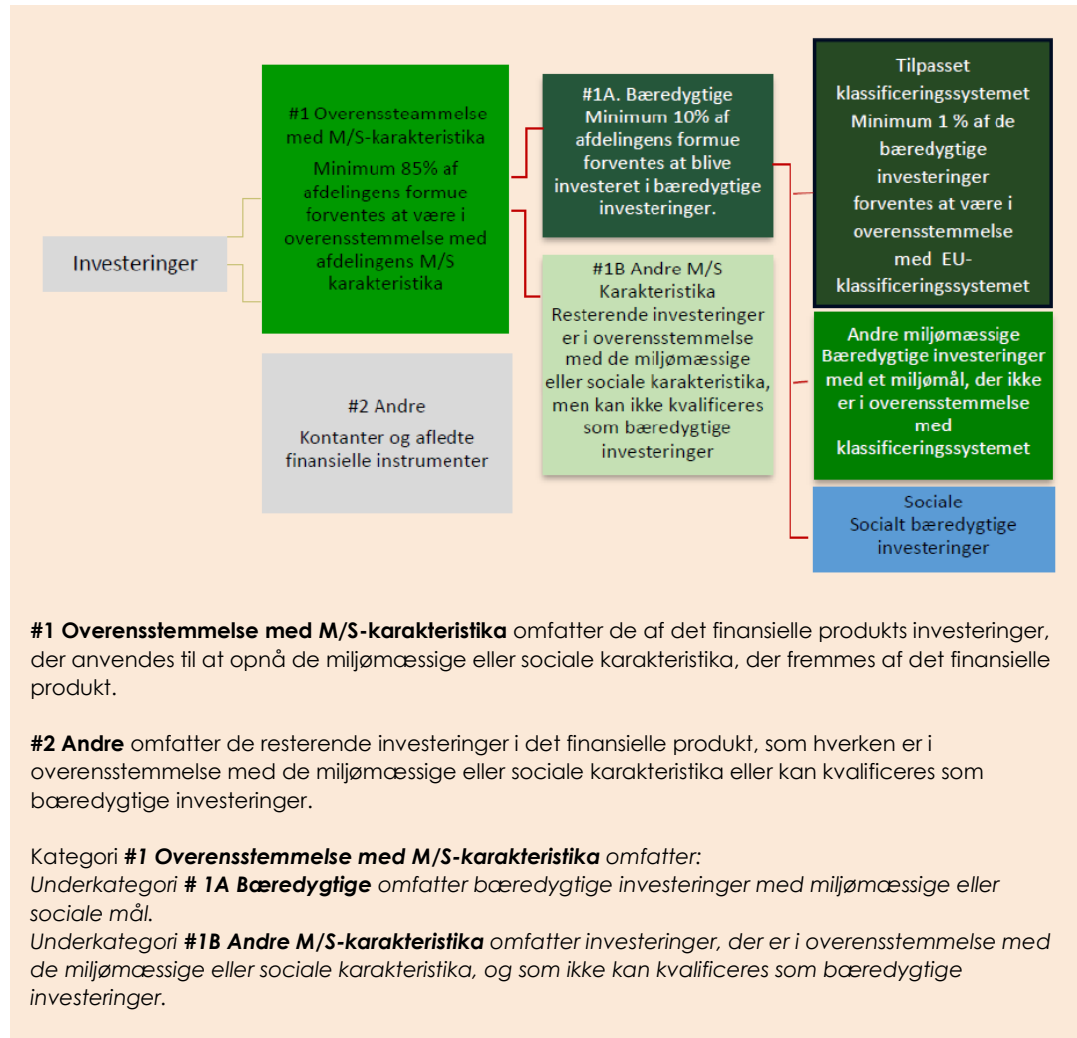 Investeringer
#1 Overenssteammelse
med M/S-karakteristika
Minimum 85% af
afdelingens formue
forventes at være i
overensstemmelse med
afdelingens M/S
karakteristika
#2 Andre
Kontanter og afledte
finansielle instrumenter
#1A. Bæredygtige
Minimum 10% af
afdelingens formue
forventes at blive
investeret i bæredygtige
investeringer.
#1B Andre M/S
Karakteristika
Resterende investeringer
er i overensstemmelse
med de miljømæssige
eller sociale karakteristika,
men kan ikke kvalificeres
som bæredygtige
investeringer
Tilpasset
klassificeringssystemet
Minimum 1 % af de
bæredygtige
investeringer
forventes at være i
overensstemmelse
med EU-
klassificeringssystemet
Andre miljømæssige
Bæredygtige investeringer
med et miljømål, der ikke
er i overensstemmelse
med
klassificeringssystemet
Sociale
Socialt bæredygtige
investeringer
#1 Overensstemmelse med M/S-karakteristika omfatter de af det finansielle produkts investeringer,
der anvendes til at opnå de miljømæssige eller sociale karakteristika, der fremmes af det finansielle
produkt.
#2 Andre omfatter de resterende investeringer i det finansielle produkt, som hverken er i
overensstemmelse med de miljømæssige eller sociale karakteristika eller kan kvalificeres som
bæredygtige investeringer.
Kategori #1 Overensstemmelse med M/S-karakteristika omfatter:
Underkategori # 1A Bæredygtige omfatter bæredygtige investeringer med miljømæssige eller
sociale mål.
Underkategori #1B Andre M/S-karakteristika omfatter investeringer, der er i overensstemmelse med
de miljømæssige eller sociale karakteristika, og som ikke kan kvalificeres som bæredygtige
investeringer.